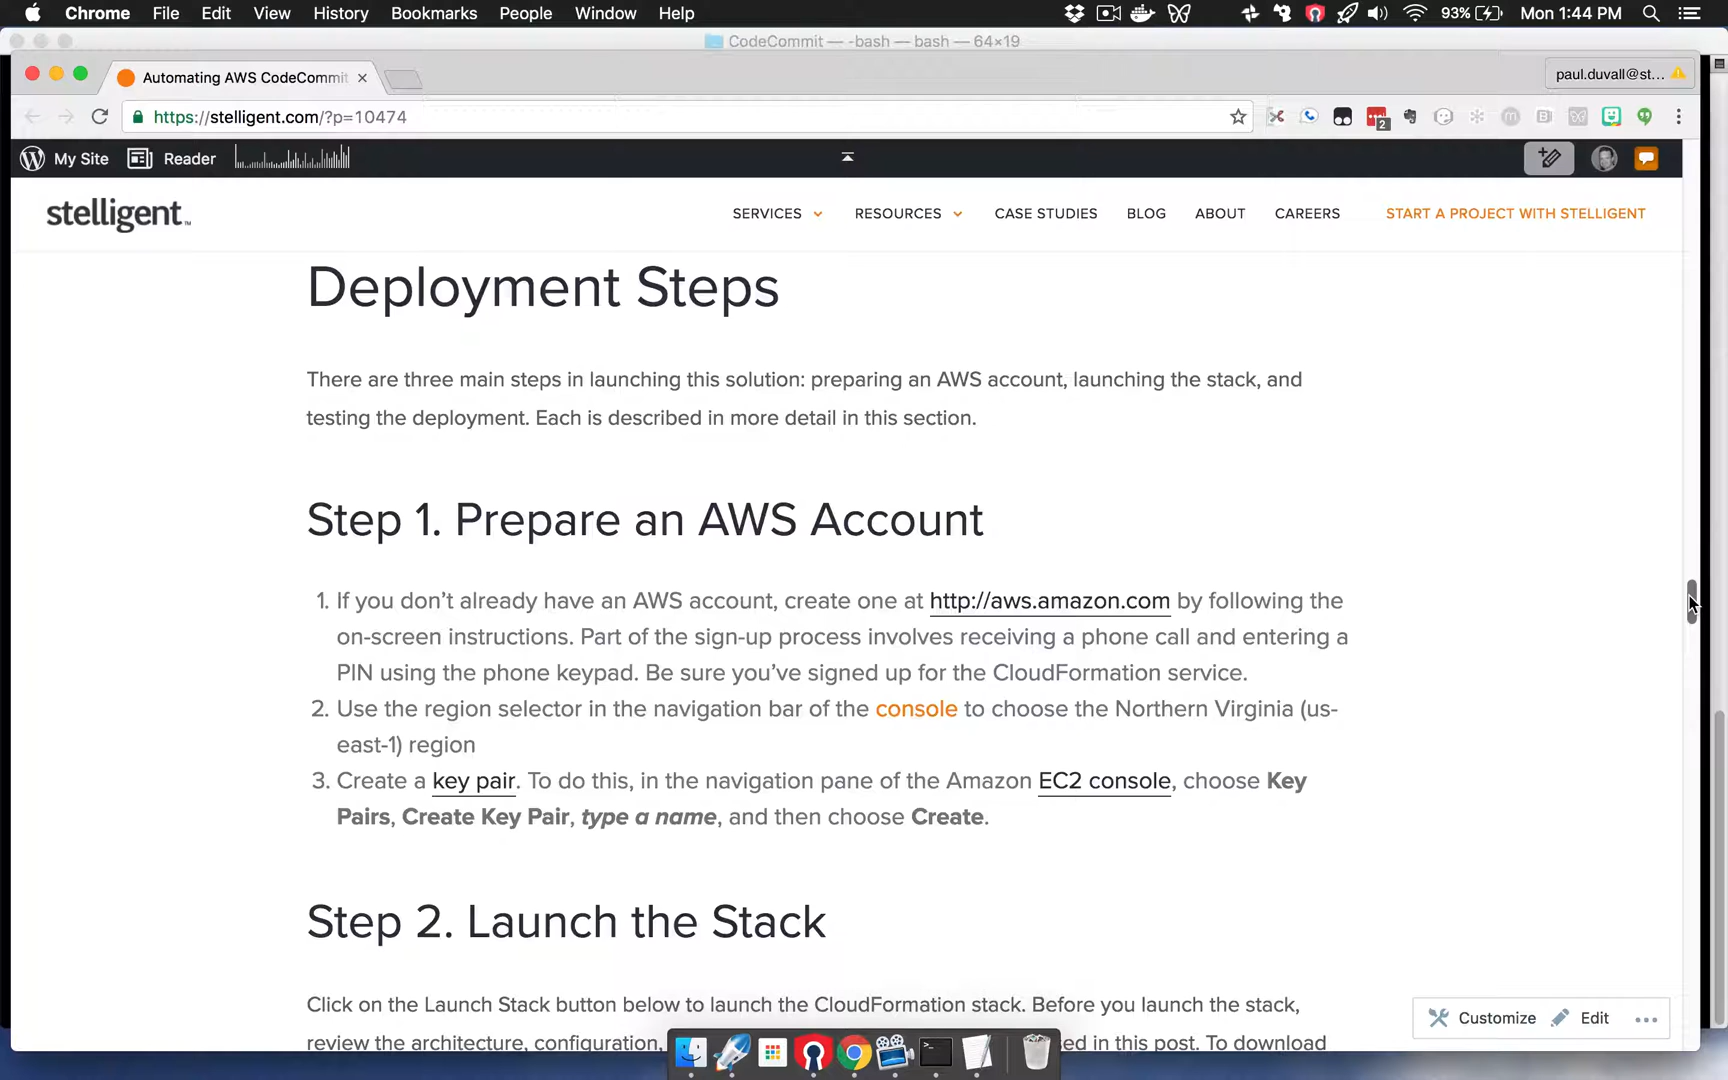 Chrome File Edit View History Bookmarks People Window Help 93% Mon 1:44 PM
CodeCommit — -bash — bash — 64×19
Automating AWS CodeCommit
paul.duvall@st...
https://stelligent.com/?p=10474
2
My Site Reader
stelligent™
SERVICES RESOURCES CASE STUDIES BLOG ABOUT CAREERS START A PROJECT WITH STELLIGENT
Deployment Steps
There are three main steps in launching this solution: preparing an AWS account, launching the stack, and
testing the deployment. Each is described in more detail in this section.
Step 1. Prepare an AWS Account
1. If you don’t already have an AWS account, create one at http://aws.amazon.com by following the
on-screen instructions. Part of the sign-up process involves receiving a phone call and entering a
PIN using the phone keypad. Be sure you’ve signed up for the CloudFormation service.
2. Use the region selector in the navigation bar of the console to choose the Northern Virginia (us-
east-1) region
3. Create a key pair. To do this, in the navigation pane of the Amazon EC2 console, choose Key
Pairs, Create Key Pair, type a name, and then choose Create.
Step 2. Launch the Stack
Click on the Launch Stack button below to launch the CloudFormation stack. Before you launch the stack,
review the architecture, configuration, ed in this post. To download
Customize Edit